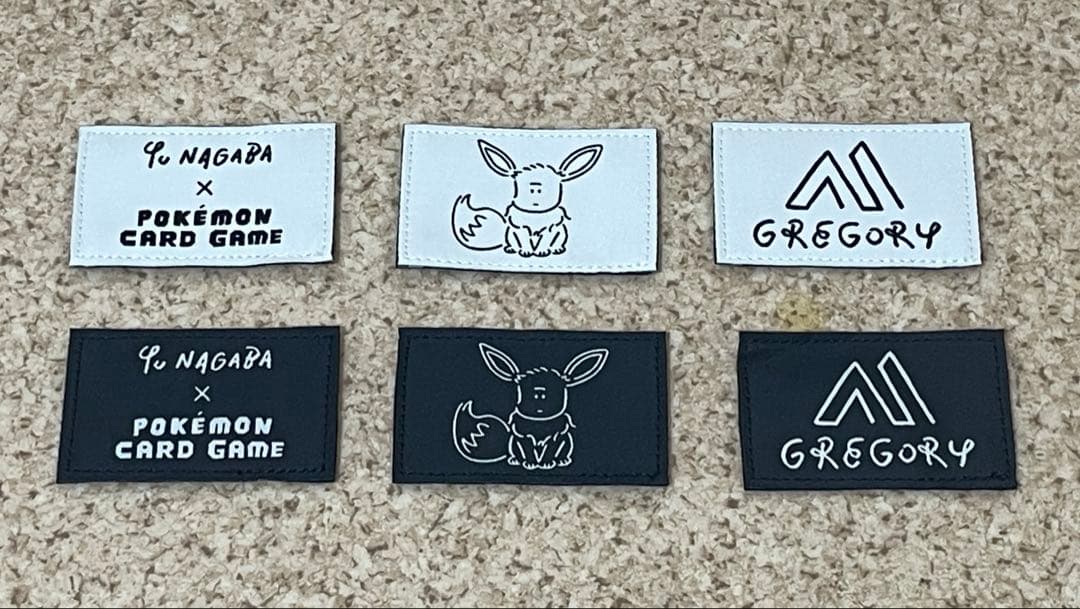 Yu NAGABA
×
POKÉMON
CARD GAME
GREGORY
Yu NAGABA
×
POKÉMON
CARD GAME
GREGORY